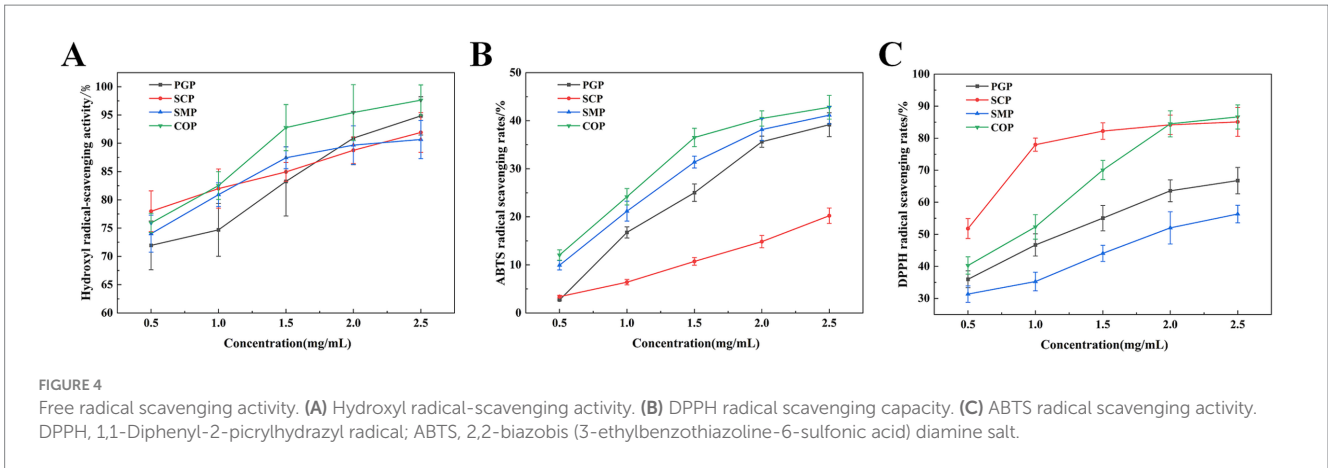 A
PGP
SCP
SMP
COP
Hydroxyl radical-scavenging activity/%
100
95
90
85
80
75
70
65
60
0.5 1.0 1.5 2.0 2.5
Concentration(mg/mL)
B
PGP
SCP
SMP
COP
ABTS radical scavenging rates/%
50
40
30
20
10
0
0.5 1.0 1.5 2.0 2.5
Concentration(mg/mL)
C
PGP
SCP
SMP
COP
DPPH radical scavenging rates/%
100
90
80
70
60
50
40
30
0.5 1.0 1.5 2.0 2.5
Concentration(mg/mL)
FIGURE 4
Free radical scavenging activity. (A) Hydroxyl radical-scavenging activity. (B) DPPH radical scavenging capacity. (C) ABTS radical scavenging activity.
DPPH, 1,1-Diphenyl-2-picrylhydrazyl radical; ABTS, 2,2-biazobis (3-ethylbenzothiazoline-6-sulfonic acid) diamine salt.